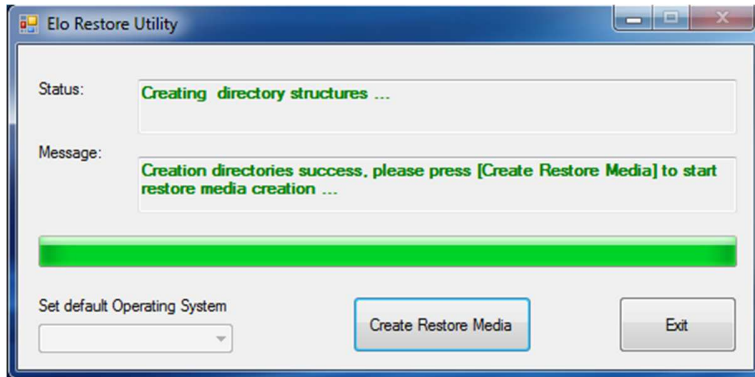 Elo Restore Utility
Status:
Creating directory structures ...
Message:
Creation directories success, please press [Create Restore Media] to start
restore media creation ...
Set default Operating System
Create Restore Media
Exit